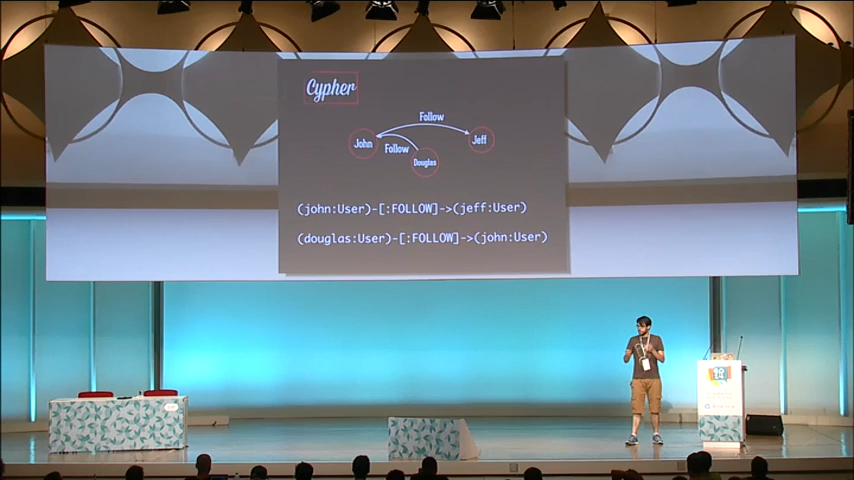 Cypher
Follow
John
Jeff
Follow
Douglas
(john:User)-[:FOLLOW]->(jeff:User)
(douglas:User)-[:FOLLOW]->(john:User)